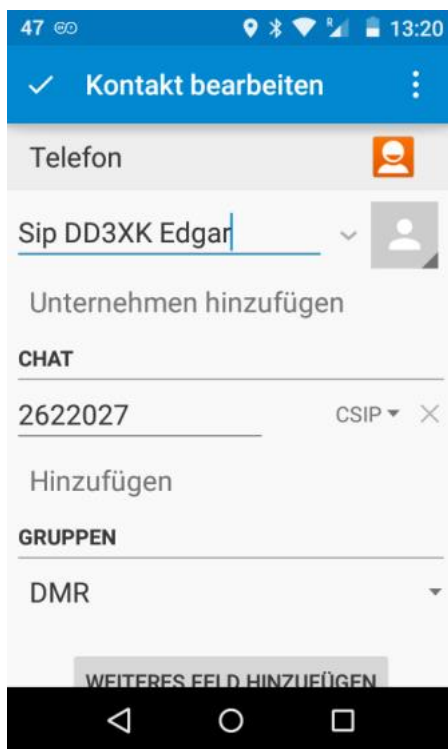 47 13:20
Kontakt bearbeiten
Telefon
Sip DD3XK Edgar
Unternehmen hinzufügen
CHAT
2622027 CSIP
Hinzufügen
GRUPPEN
DMR
WEITERES FELD HINZUFÜGEN